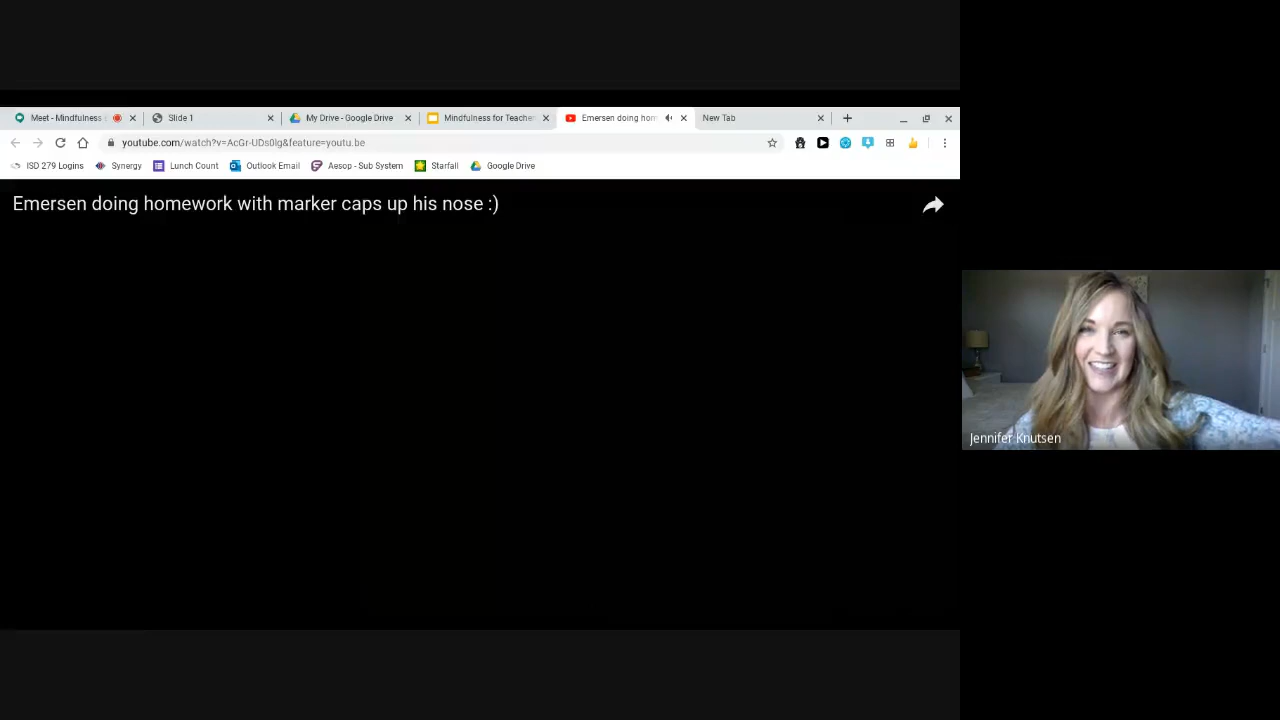 Meet - Mindfulness
Slide 1
My Drive - Google Drive
Mindfulness for Teache
Emersen doing hom
New Tab
youtube.com/watch?v=AcGr-UDs0lg&feature=youtu.be
ISD 279 Logins
Synergy
Lunch Count
Outlook Email
Aesop - Sub System
Starfall
Google Drive
Emersen doing homework with marker caps up his nose :)
Jennifer Knutsen